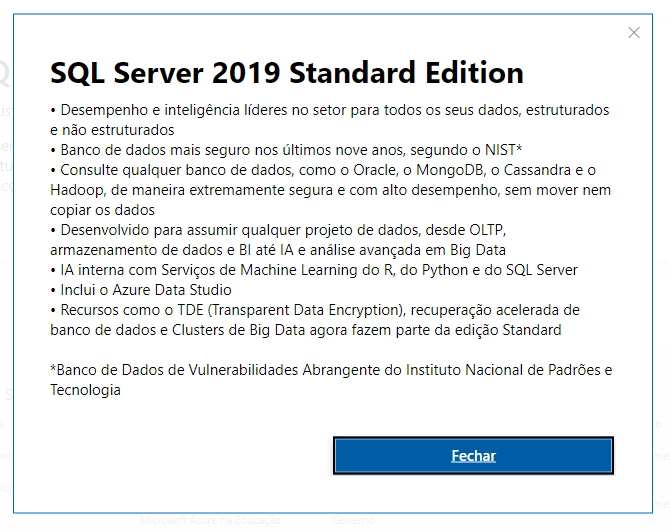 SQL Server 2019 Standard Edition
• Desempenho e inteligência líderes no setor para todos os seus dados, estruturados
e não estruturados
• Banco de dados mais seguro nos últimos nove anos, segundo o NIST*
• Consulte qualquer banco de dados, como o Oracle, o MongoDB, o Cassandra e o
Hadoop, de maneira extremamente segura e com alto desempenho, sem mover nem
copiar os dados
• Desenvolvido para assumir qualquer projeto de dados, desde OLTP,
armazenamento de dados e BI até IA e análise avançada em Big Data
• IA interna com Serviços de Machine Learning do R, do Python e do SQL Server
• Inclui o Azure Data Studio
• Recursos como o TDE (Transparent Data Encryption), recuperação acelerada de
banco de dados e Clusters de Big Data agora fazem parte da edição Standard
*Banco de Dados de Vulnerabilidades Abrangente do Instituto Nacional de Padrões e
Tecnologia
Fechar
Microsoft Azure na Educação
Governo